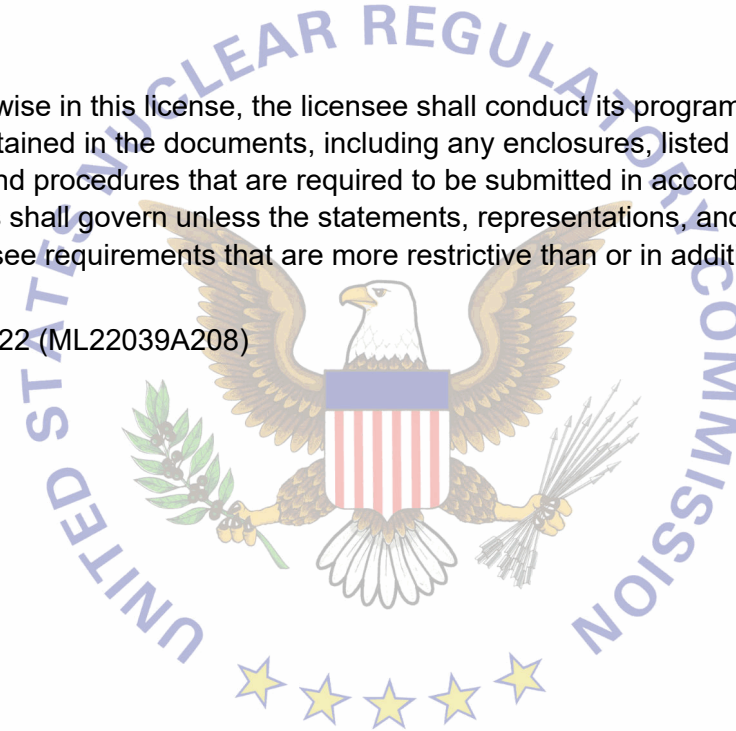 UNITED STATES NUCLEAR REGULATORY COMMISSION
wise in this license, the licensee shall conduct its program
tained in the documents, including any enclosures, listed
nd procedures that are required to be submitted in accord
s shall govern unless the statements, representations, and
see requirements that are more restrictive than or in addit
22 (ML22039A208)